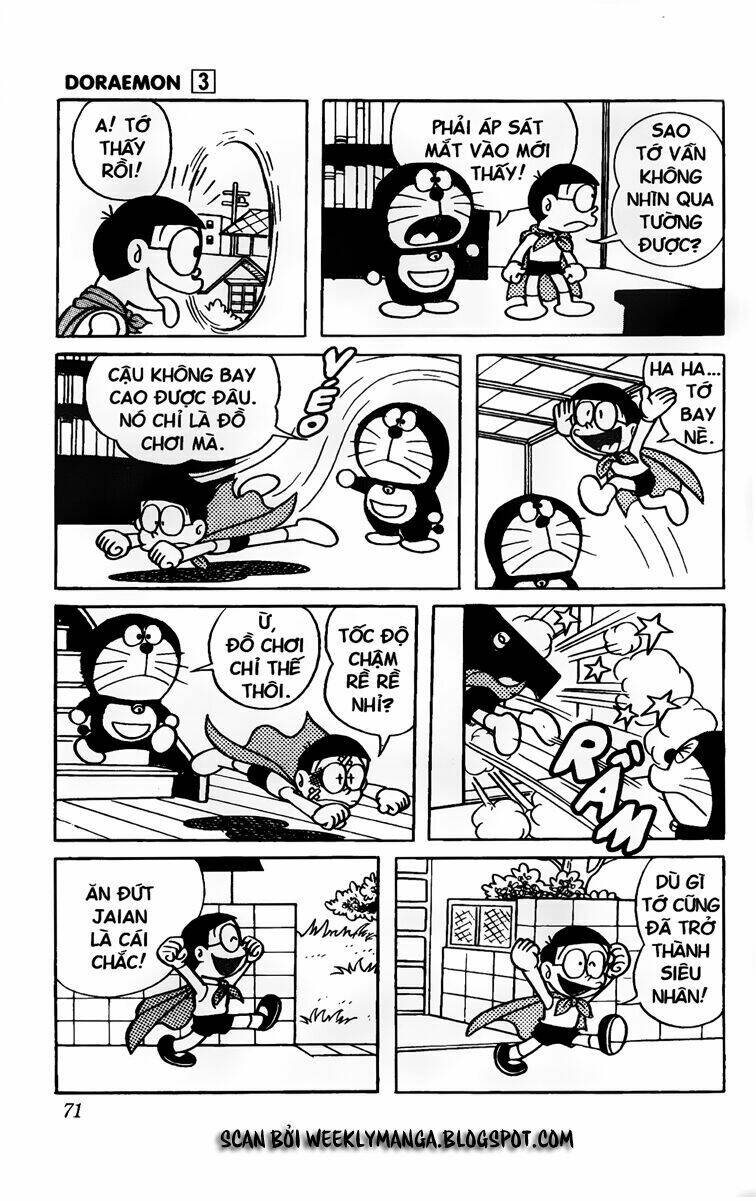 DORAEMON 3
SAO
TỚ VẪN
KHÔNG
NHÌN QUA
TƯỜNG
ĐƯỢC?
PHẢI ÁP SÁT
MẮT VÀO MỚI
THẤY!
A! TỚ
THẤY
RỒI!
HA HA...
TỚ
BAY
NÈ.
VÈO
CẬU KHÔNG BAY
CAO ĐƯỢC ĐÂU.
NÓ CHỈ LÀ ĐỒ
CHƠI MÀ.
RẦM
TỐC ĐỘ
CHẬM
RỀ RỀ
NHỈ?
Ừ,
ĐỒ CHƠI
CHỈ THẾ
THÔI.
DÙ GÌ
TỚ CŨNG
ĐÃ TRỞ
THÀNH
SIÊU
NHÂN!
ĂN ĐỨT
JAIAN
LÀ CÁI
CHẮC!
71
SCAN BỞI WEEKLYMANGA.BLOGSPOT.COM